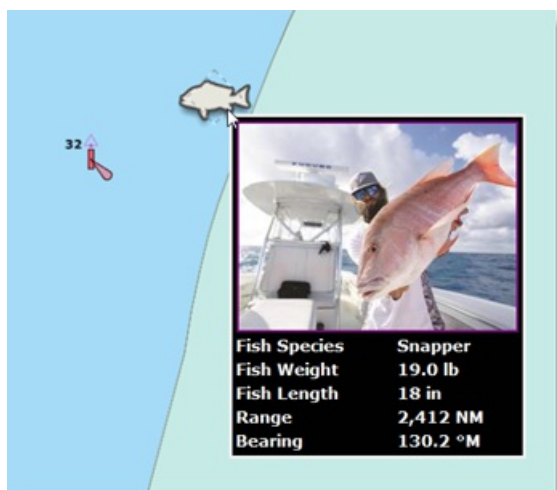 32
FURUNO
Fish Species Snapper
Fish Weight 19.0 lb
Fish Length 18 in
Range 2,412 NM
Bearing 130.2 °M